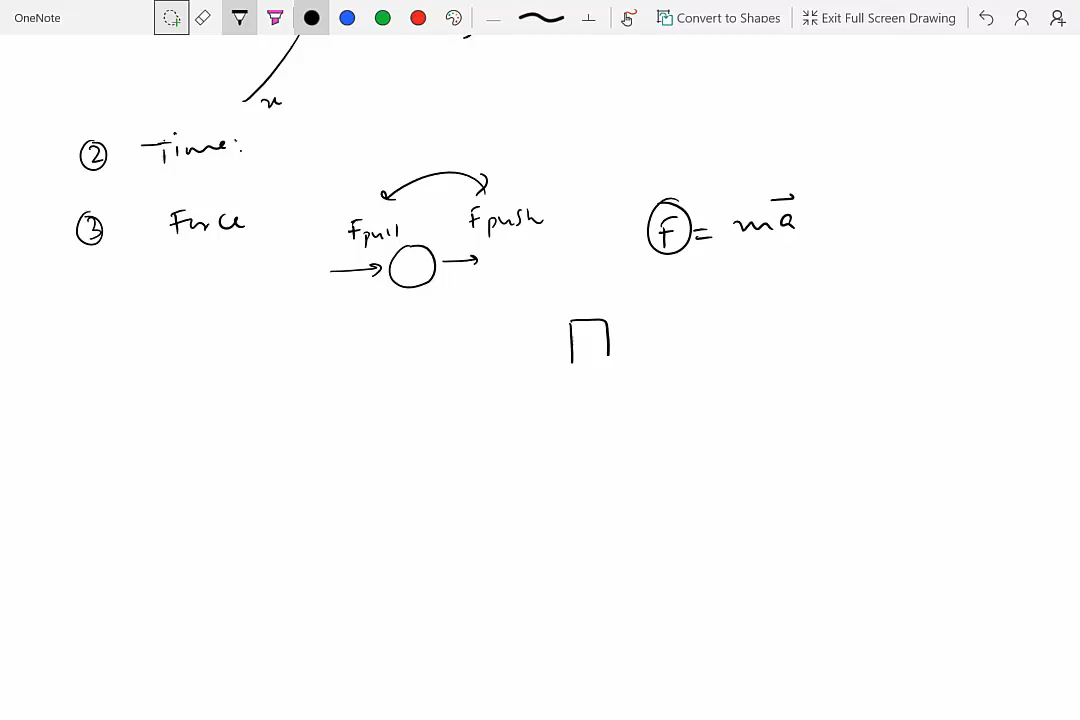 OneNote
Convert to Shapes
Exit Full Screen Drawing
x
② Time:
③ Force
Fpull
Fpush
F = ma⃗